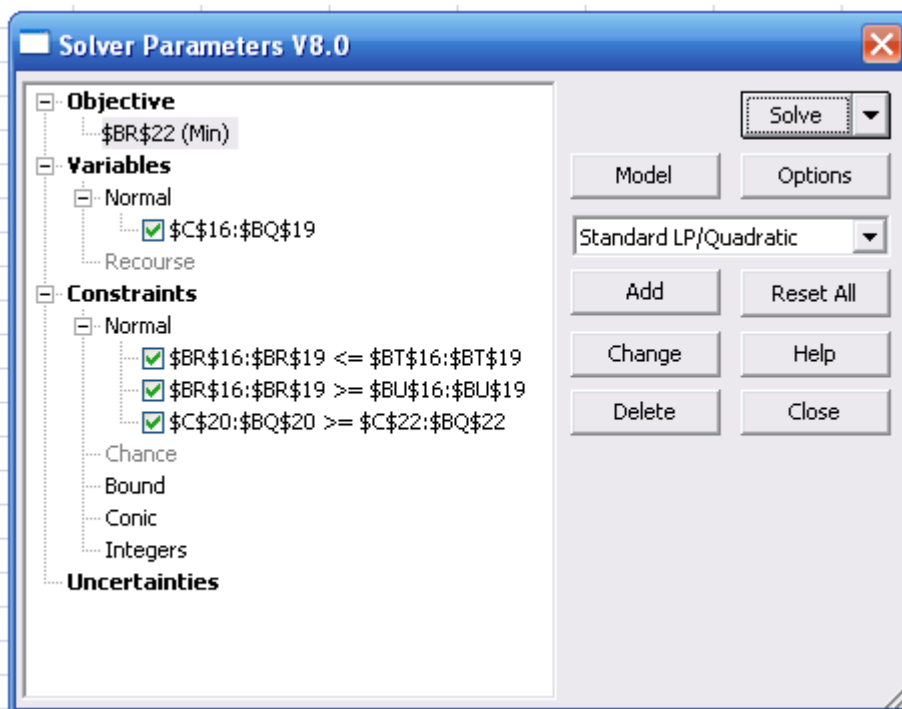 Solver Parameters V8.0
Objective
$BR$22 (Min)
Variables
Normal
$C$16:$BQ$19
Recourse
Constraints
Normal
$BR$16:$BR$19 <= $BT$16:$BT$19
$BR$16:$BR$19 >= $BU$16:$BU$19
$C$20:$BQ$20 >= $C$22:$BQ$22
Chance
Bound
Conic
Integers
Uncertainties
Solve
Model
Options
Standard LP/Quadratic
Add
Reset All
Change
Help
Delete
Close